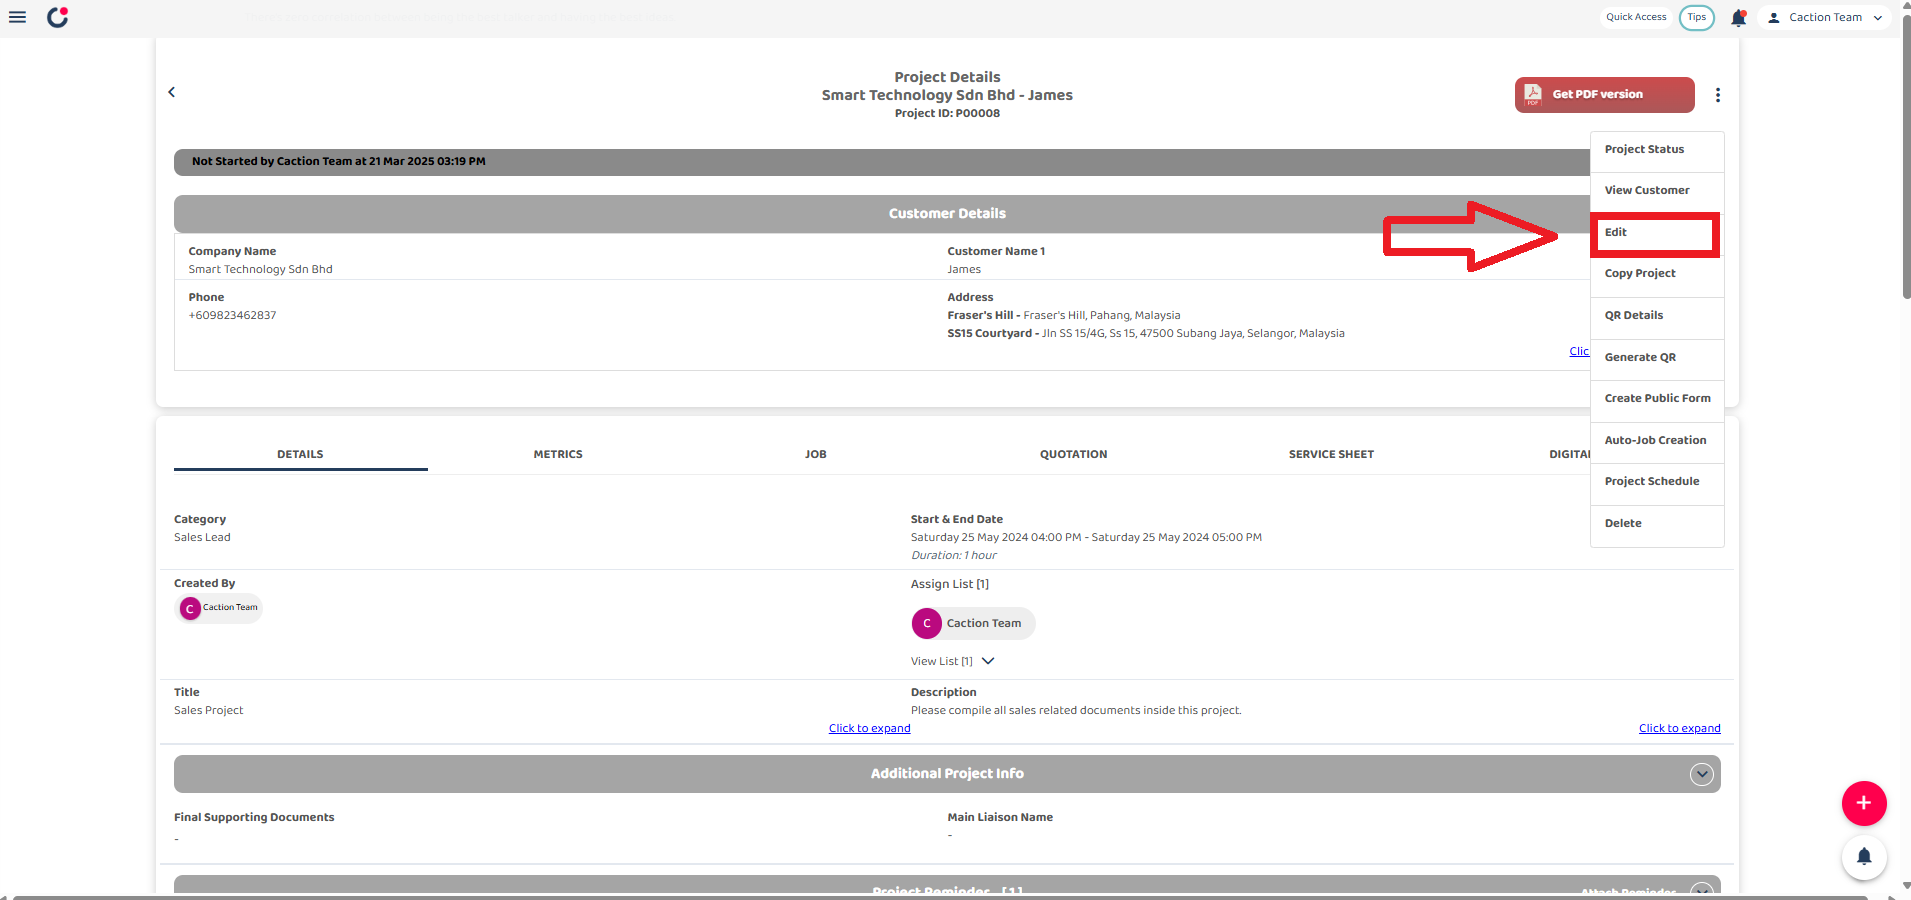 Quick Access
Tips
Caction Team
Project Details
Smart Technology Sdn Bhd - James
Project ID: P00008
PDF
Get PDF version
Not Started by Caction Team at 21 Mar 2025 03:19 PM
Project Status
View Customer
Edit
Copy Project
QR Details
Generate QR
Create Public Form
Auto-Job Creation
Project Schedule
Delete
Customer Details
Company Name
Smart Technology Sdn Bhd
Customer Name 1
James
Phone
+609823462837
Address
Fraser's Hill - Fraser's Hill, Pahang, Malaysia
SS15 Courtyard - Jln SS 15/4G, Ss 15, 47500 Subang Jaya, Selangor, Malaysia
Clic
DETAILS
METRICS
JOB
QUOTATION
SERVICE SHEET
DIGITA
Category
Sales Lead
Start & End Date
Saturday 25 May 2024 04:00 PM - Saturday 25 May 2024 05:00 PM
Duration: 1 hour
Created By
C Caction Team
Assign List [1]
C Caction Team
View List [1]
Title
Sales Project
Click to expand
Description
Please compile all sales related documents inside this project.
Click to expand
Additional Project Info
Final Supporting Documents
-
Main Liaison Name
-
Project Reminder - [1]
Attach Reminder